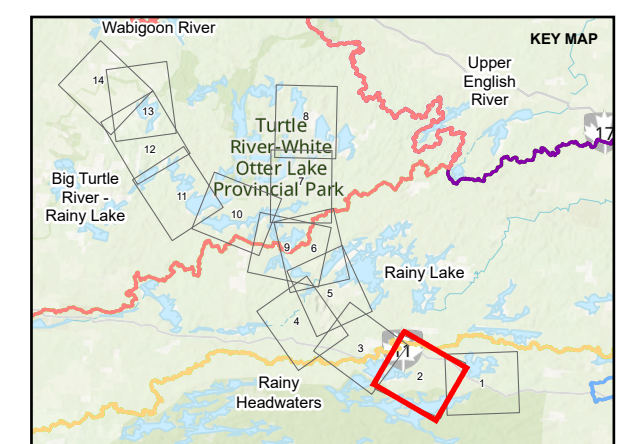 Wabigoon River
KEY MAP
Upper
English
River
14
13
12
11
10
8
17
Turtle
River-White
Otter Lake
Provincial Park
7
Big Turtle
River -
Rainy Lake
9
6
5
4
3
Rainy Lake
11
2
1
Rainy
Headwaters